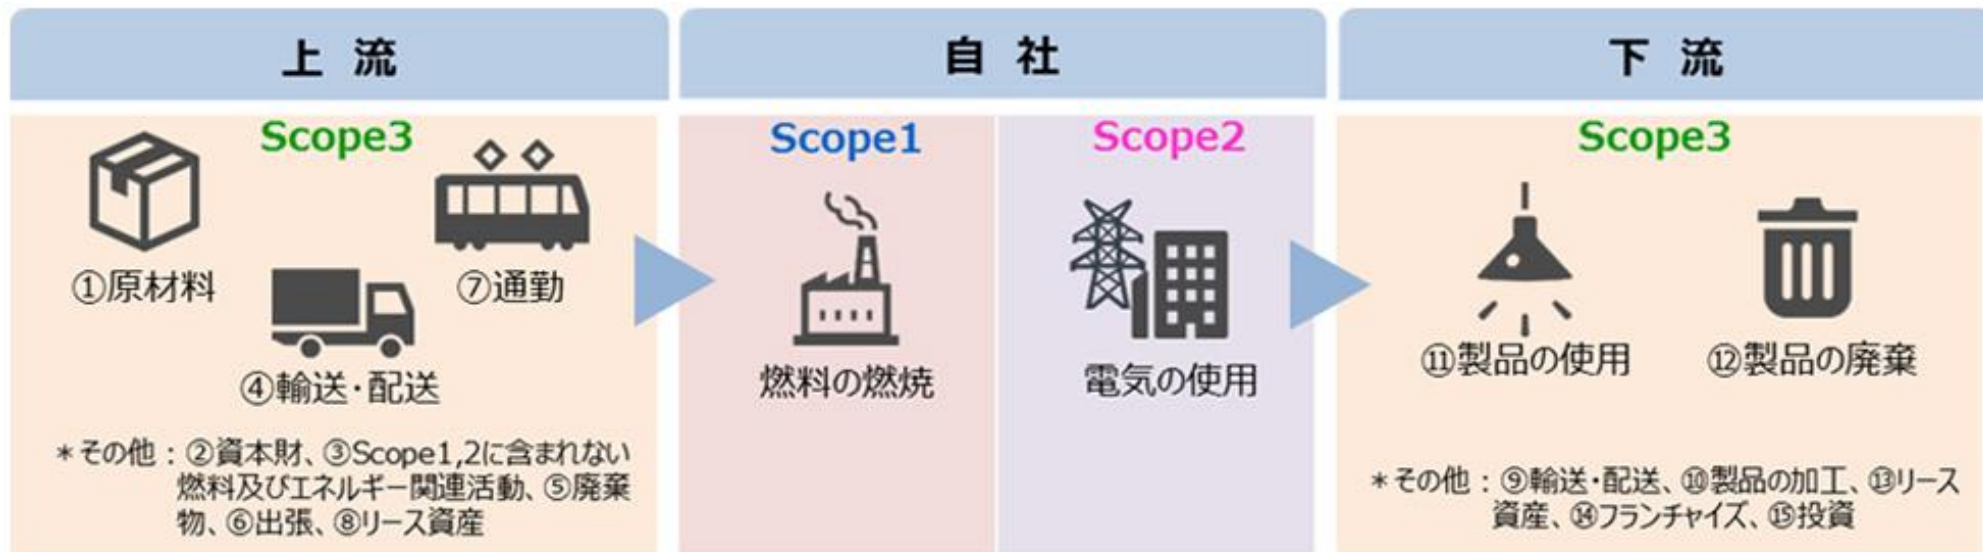 上 流
自 社
下 流
Scope3
①原材料
⑦通勤
④輸送・配送
＊その他：②資本財、③Scope1,2に含まれない
燃料及びエネルギー関連活動、⑤廃棄
物、⑥出張、⑧リース資産
Scope1
燃料の燃焼
Scope2
電気の使用
Scope3
⑪製品の使用
⑫製品の廃棄
＊その他：⑨輸送・配送、⑩製品の加工、⑬リース
資産、⑭フランチャイズ、⑮投資